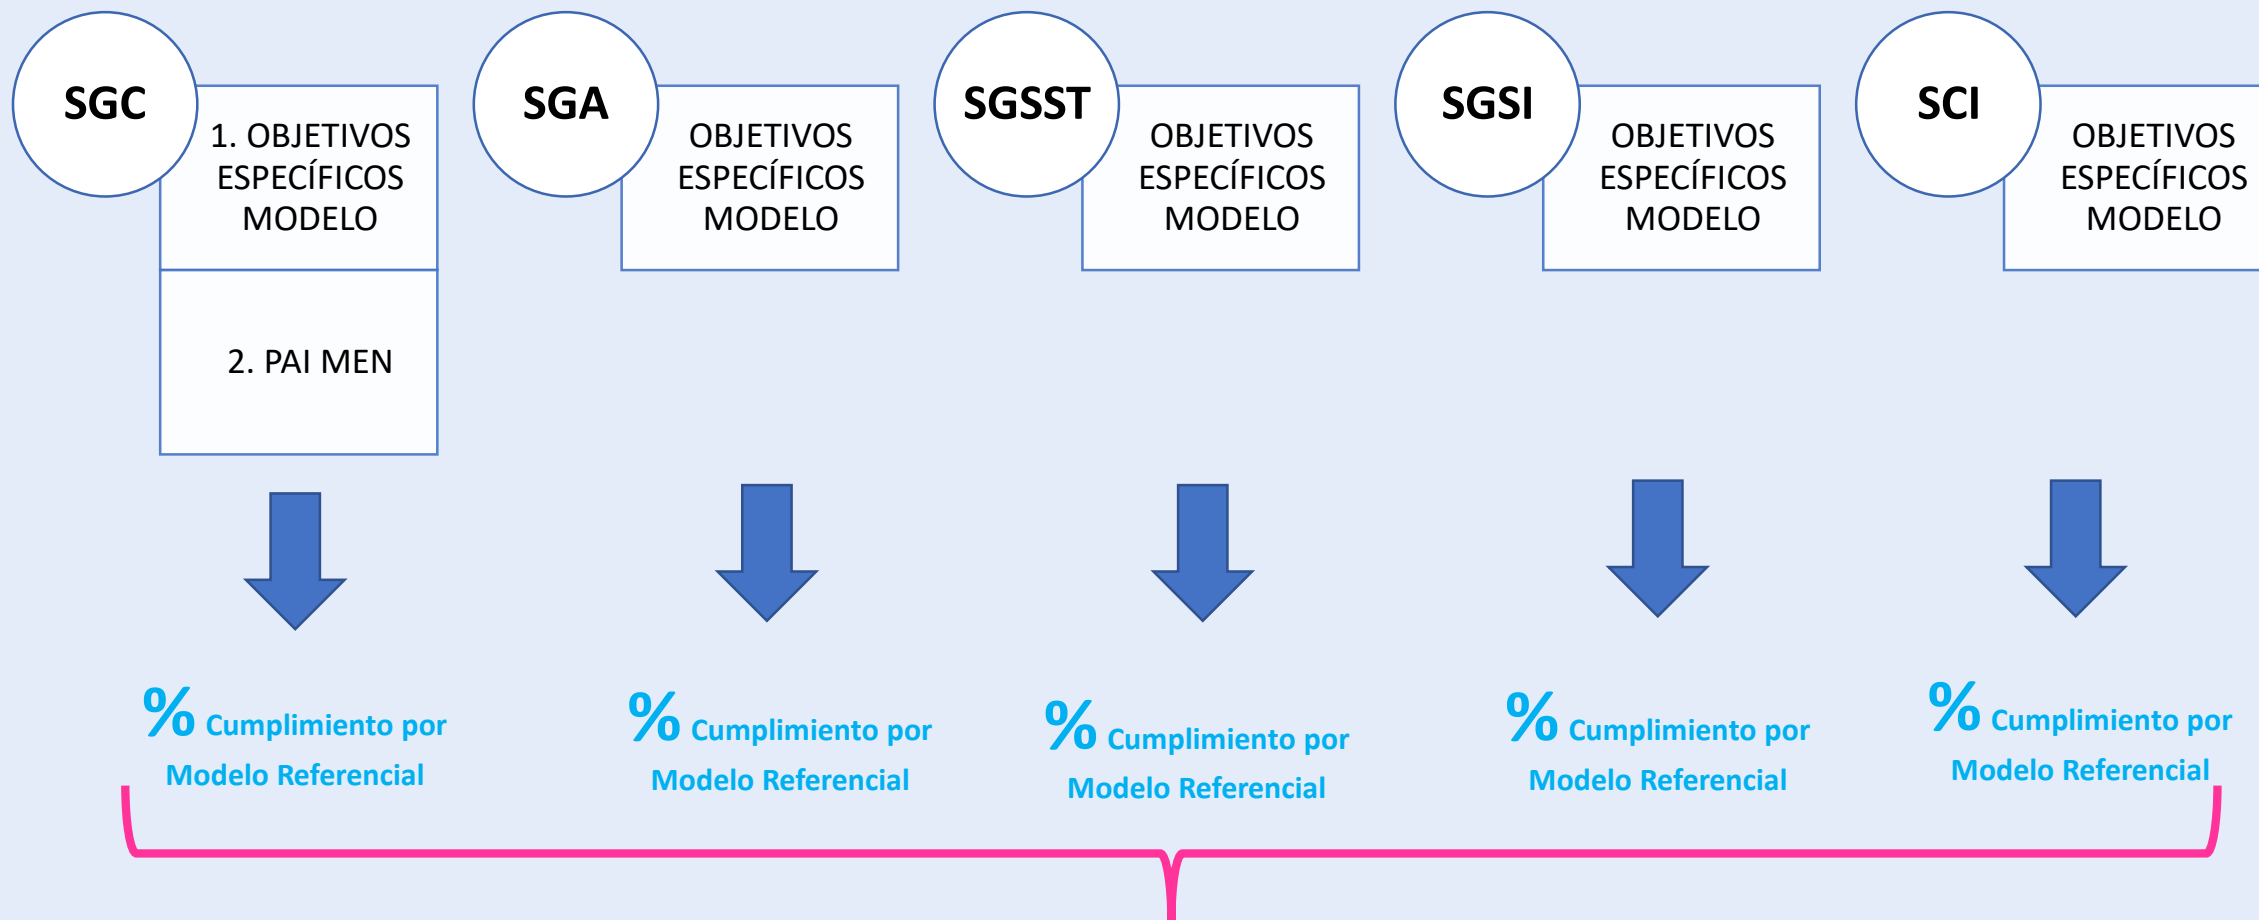 SGC
1. OBJETIVOS
ESPECÍFICOS
MODELO
2. PAI MEN
% Cumplimiento por
Modelo Referencial
SGA
OBJETIVOS
ESPECÍFICOS
MODELO
% Cumplimiento por
Modelo Referencial
SGSST
OBJETIVOS
ESPECÍFICOS
MODELO
% Cumplimiento por
Modelo Referencial
SGSI
OBJETIVOS
ESPECÍFICOS
MODELO
% Cumplimiento por
Modelo Referencial
SCI
OBJETIVOS
ESPECÍFICOS
MODELO
% Cumplimiento por
Modelo Referencial